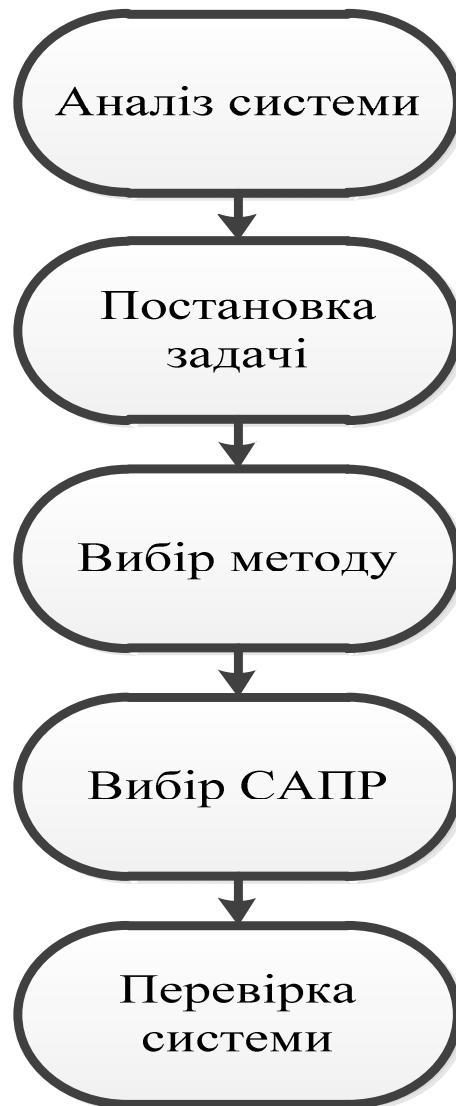 Аналіз системи
Постановка
задачі
Вибір методу
Вибір САПР
Перевірка
системи